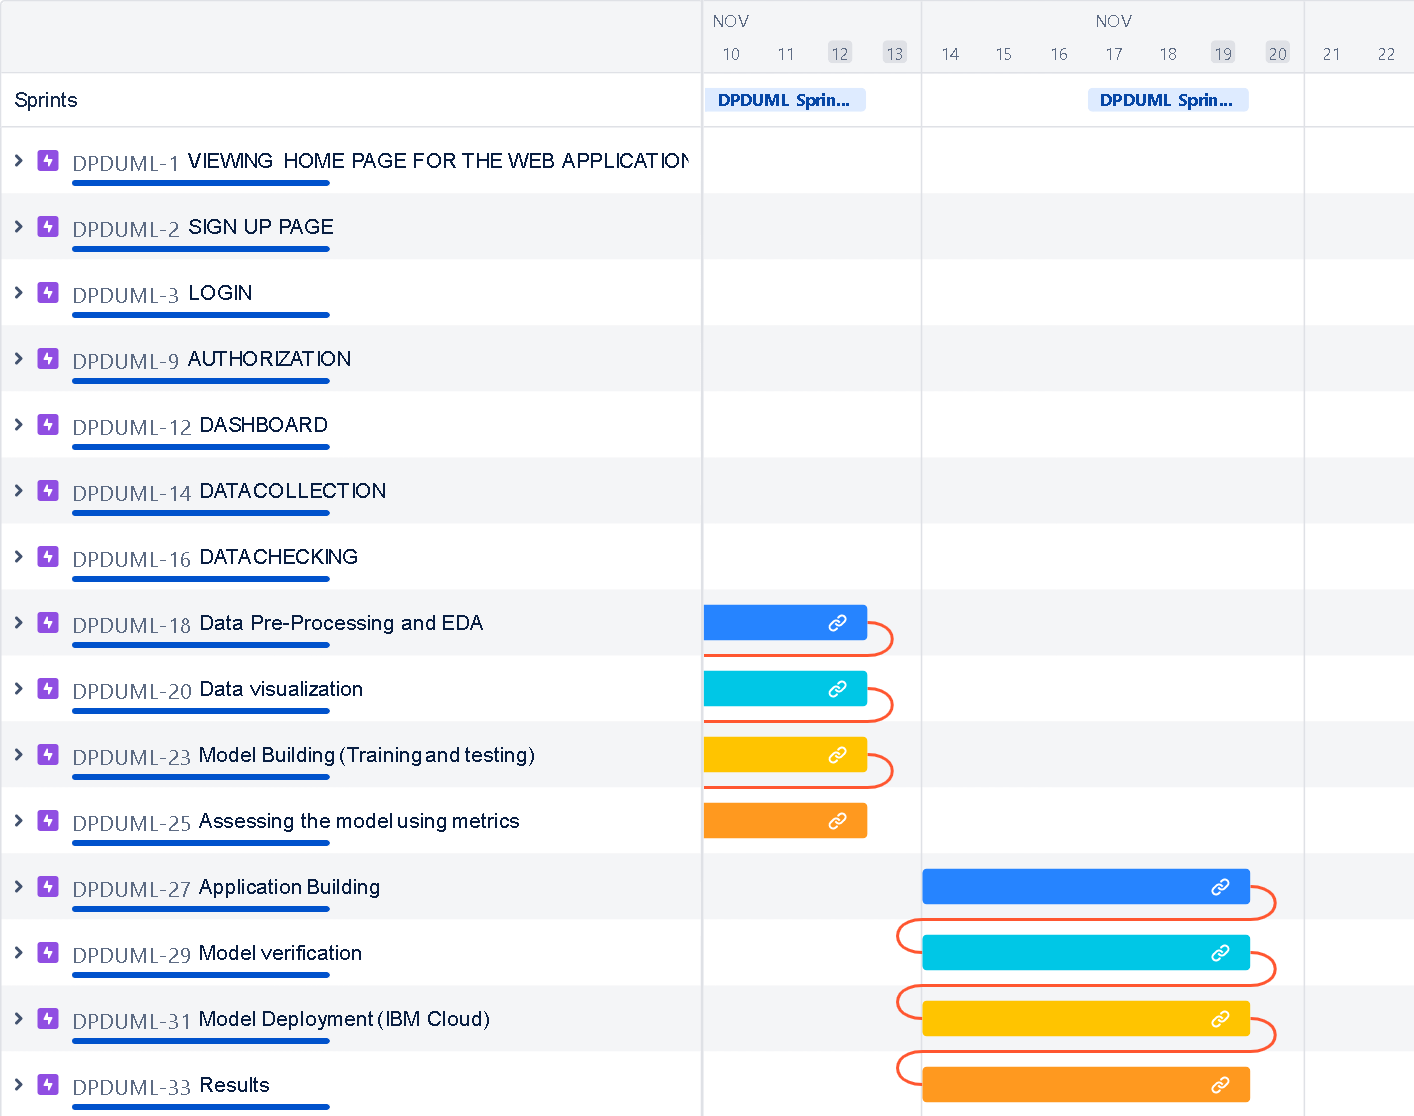 NOV NOV
10 11 12 13 14 15 16 17 18 19 20 21 22
Sprints DPDUML Sprin... DPDUML Sprin...
DPDUML-1 VIEWING HOME PAGE FOR THE WEB APPLICATION
DPDUML-2 SIGN UP PAGE
DPDUML-3 LOGIN
DPDUML-9 AUTHORIZATION
DPDUML-12 DASHBOARD
DPDUML-14 DATA COLLECTION
DPDUML-16 DATA CHECKING
DPDUML-18 Data Pre-Processing and EDA
DPDUML-20 Data visualization
DPDUML-23 Model Building (Training and testing)
DPDUML-25 Assessing the model using metrics
DPDUML-27 Application Building
DPDUML-29 Model verification
DPDUML-31 Model Deployment (IBM Cloud)
DPDUML-33 Results